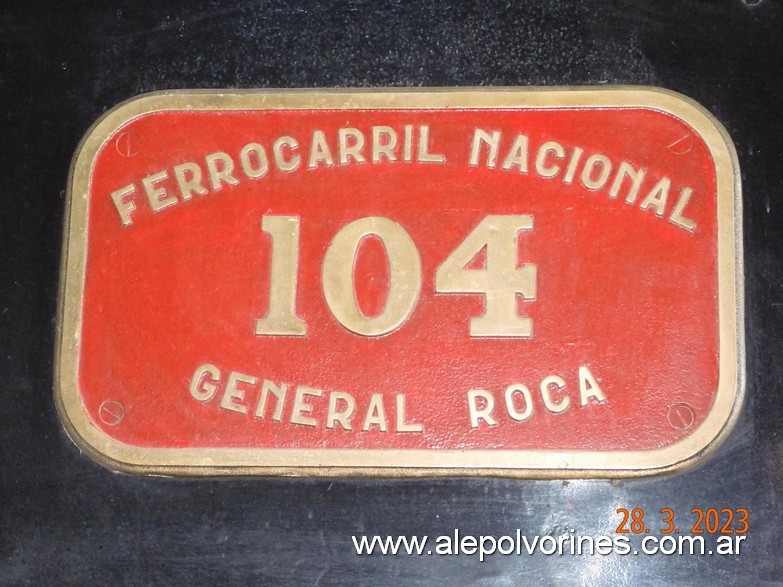 FERROCARRIL NACIONAL
104
GENERAL ROCA
28. 3. 2023
www.alepolvorines.com.ar